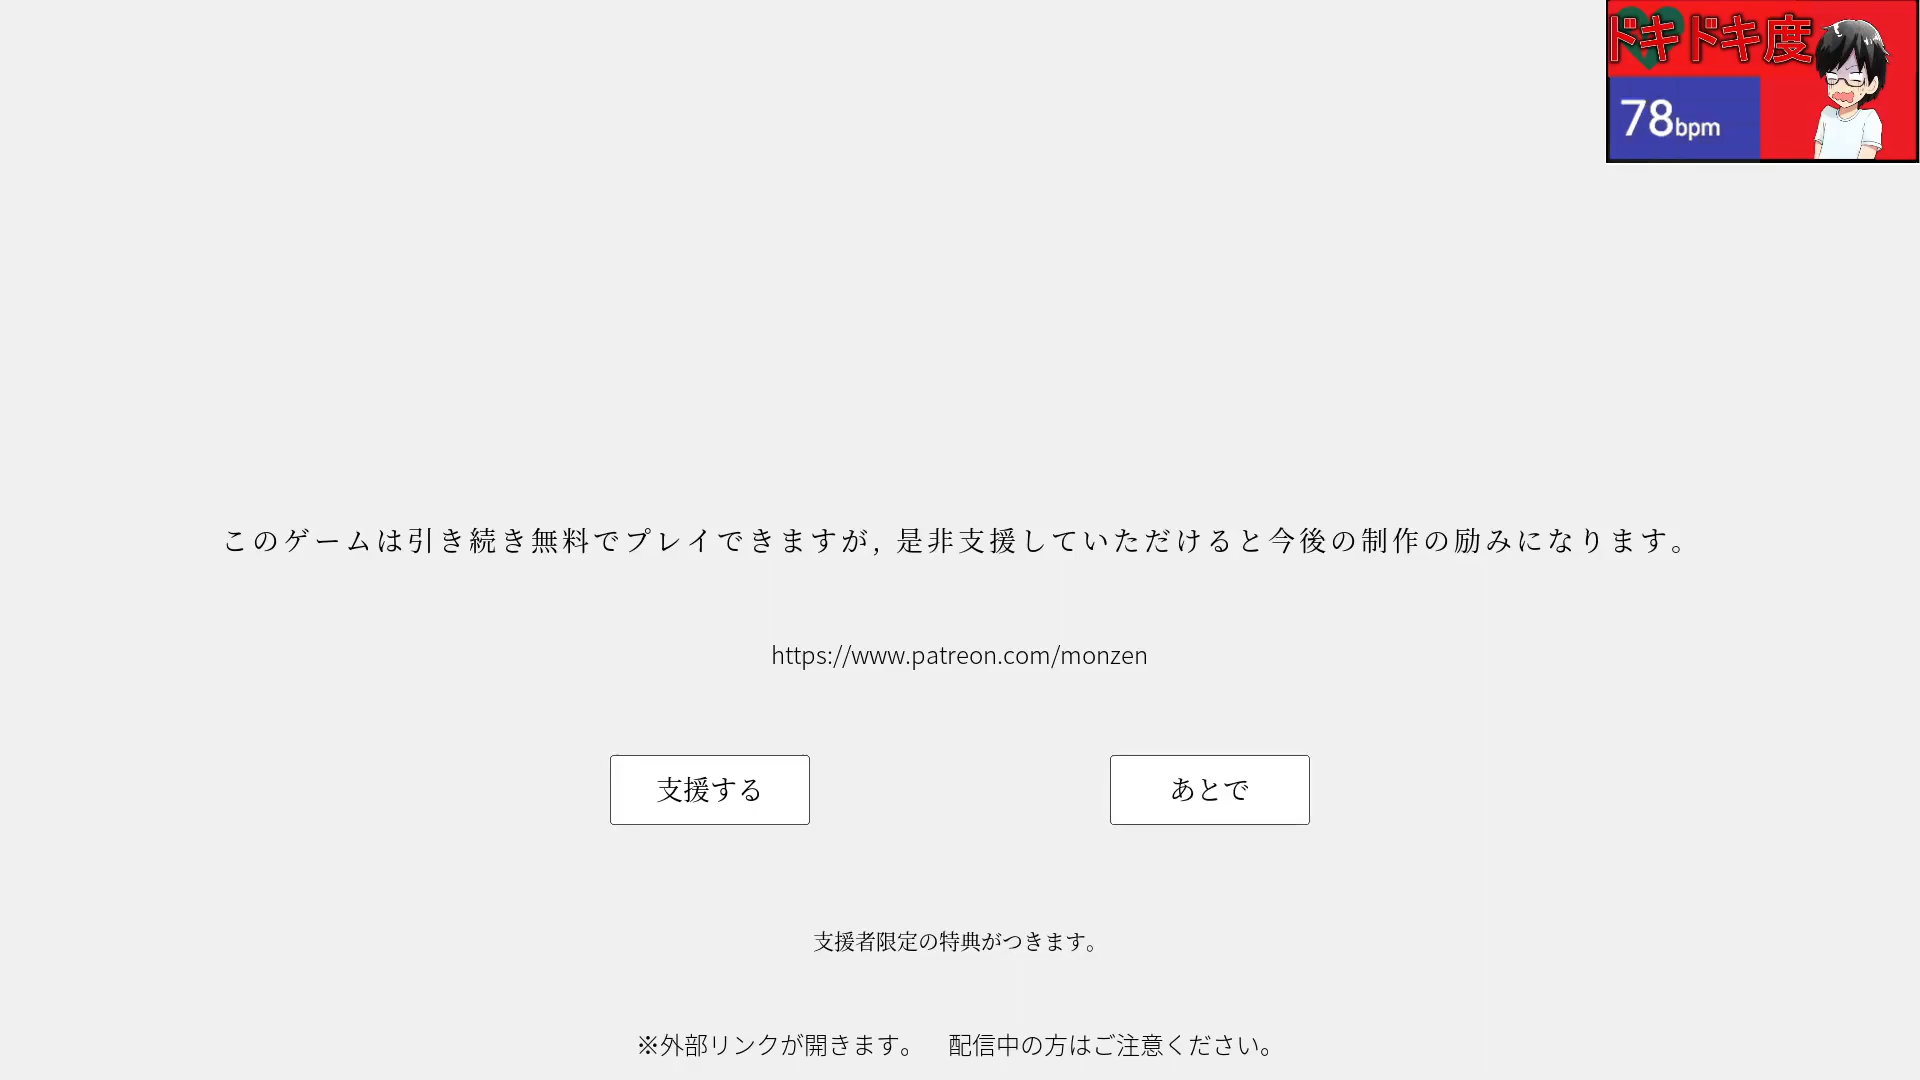 ドキドキ度
78bpm
このゲームは引き続き無料でプレイできますが, 是非支援していただけると今後の制作の励みになります。
https://www.patreon.com/monzen
支援する
あとで
支援者限定の特典がつきます。
※外部リンクが開きます。　配信中の方はご注意ください。